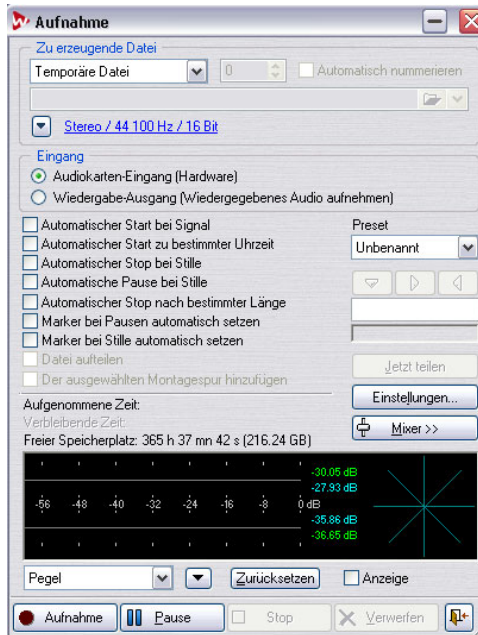 Aufnahme
Zu erzeugende Datei
Temporäre Datei
0
Automatisch nummerieren
Stereo / 44 100 Hz / 16 Bit
Eingang
Audiokarten-Eingang (Hardware)
Wiedergabe-Ausgang (Wiedergegebenes Audio aufnehmen)
Automatischer Start bei Signal
Preset
Automatischer Start zu bestimmter Uhrzeit
Unbenannt
Automatischer Stop bei Stille
Automatische Pause bei Stille
Automatischer Stop nach bestimmter Länge
Marker bei Pausen automatisch setzen
Marker bei Stille automatisch setzen
Datei aufteilen
Jetzt teilen
Der ausgewählten Montagespur hinzufügen
Einstellungen...
Aufgenommene Zeit:
Verbleibende Zeit:
Mixer >>
Freier Speicherplatz: 365 h 37 mn 42 s (216.24 GB)
-30.05 dB
-27.93 dB
-56 -48 -40 -32 -24 -16 -8 0 dB
-35.86 dB
-36.65 dB
Pegel
Zurücksetzen
Anzeige
Aufnahme
Pause
Stop
Verwerfen